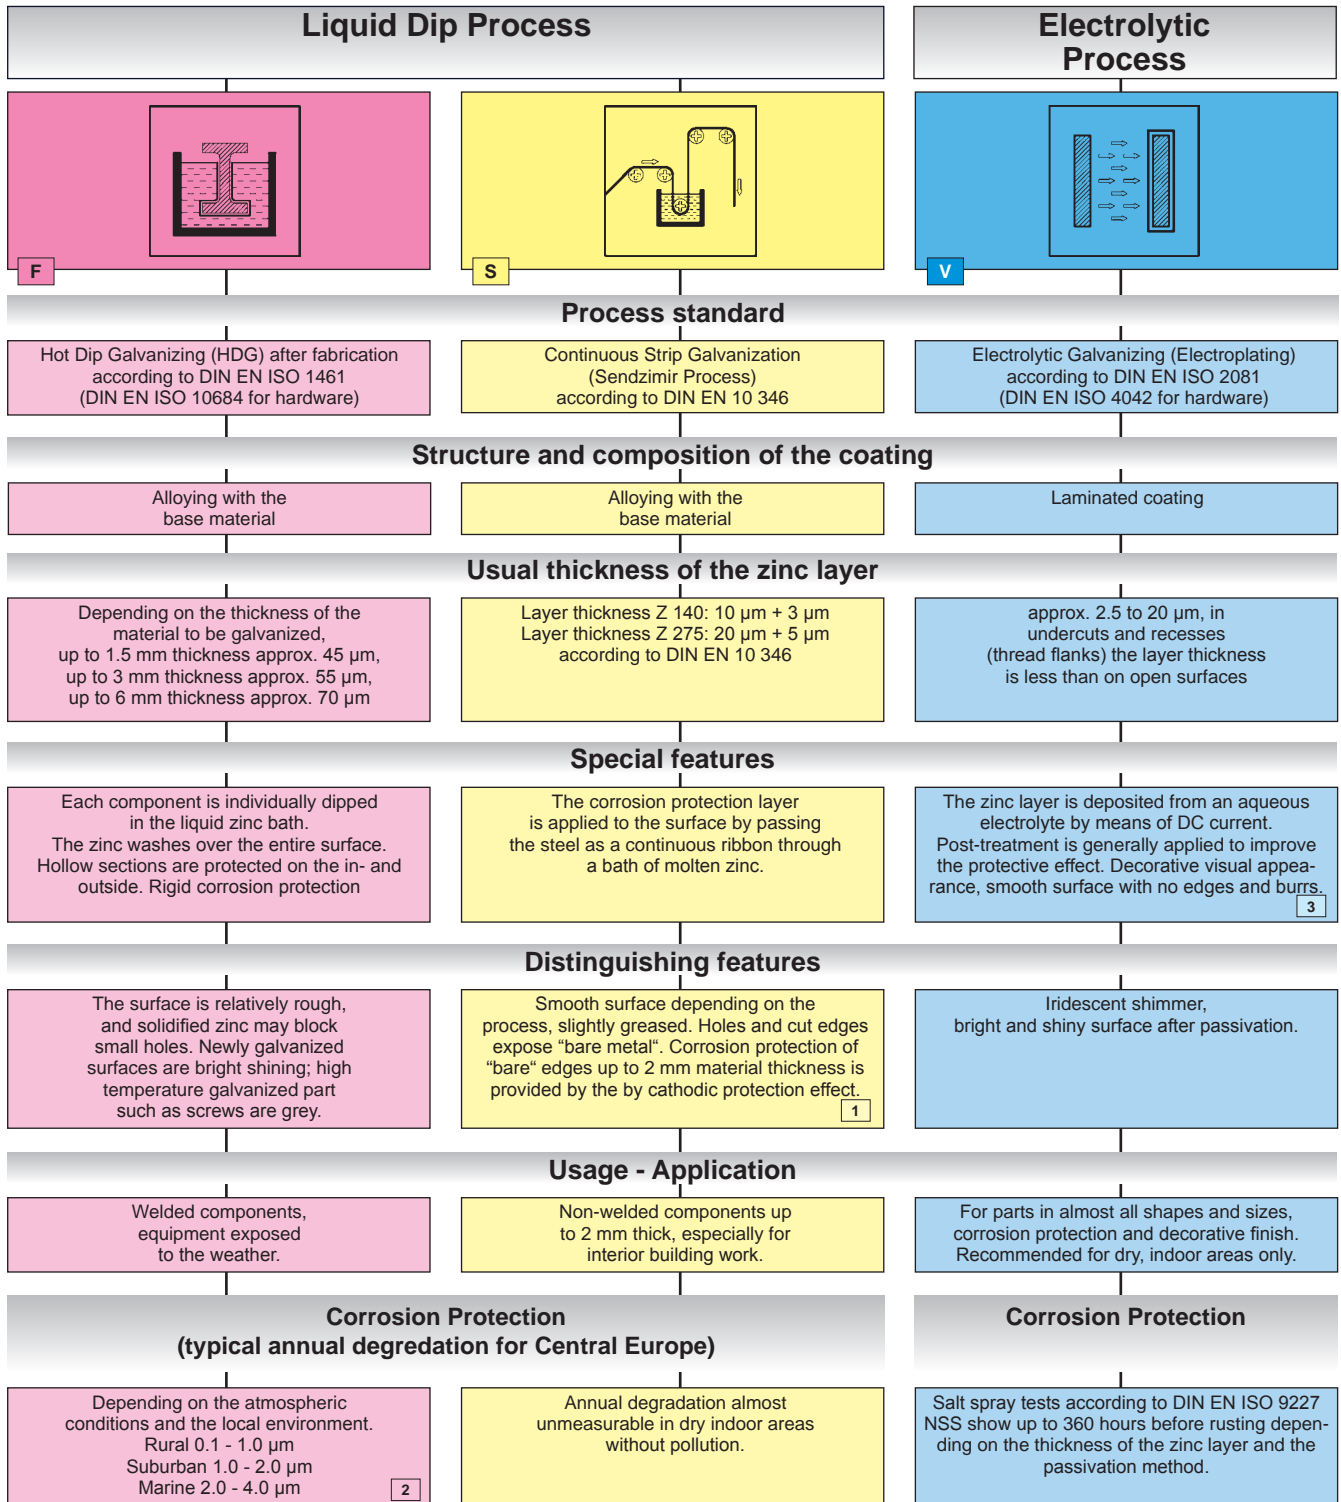 Liquid Dip Process
Electrolytic
Process
F
S
V
Process standard
Hot Dip Galvanizing (HDG) after fabrication
according to DIN EN ISO 1461
(DIN EN ISO 10684 for hardware)
Continuous Strip Galvanization
(Sendzimir Process)
according to DIN EN 10 346
Electrolytic Galvanizing (Electroplating)
according to DIN EN ISO 2081
(DIN EN ISO 4042 for hardware)
Structure and composition of the coating
Alloying with the
base material
Alloying with the
base material
Laminated coating
Usual thickness of the zinc layer
Depending on the thickness of the
material to be galvanized,
up to 1.5 mm thickness approx. 45 µm,
up to 3 mm thickness approx. 55 µm,
up to 6 mm thickness approx. 70 µm
Layer thickness Z 140: 10 µm + 3 µm
Layer thickness Z 275: 20 µm + 5 µm
according to DIN EN 10 346
approx. 2.5 to 20 µm, in
undercuts and recesses
(thread flanks) the layer thickness
is less than on open surfaces
Special features
Each component is individually dipped
in the liquid zinc bath.
The zinc washes over the entire surface.
Hollow sections are protected on the in- and
outside. Rigid corrosion protection
The corrosion protection layer
is applied to the surface by passing
the steel as a continuous ribbon through
a bath of molten zinc.
The zinc layer is deposited from an aqueous
electrolyte by means of DC current.
Post-treatment is generally applied to improve
the protective effect. Decorative visual appea-
rance, smooth surface with no edges and burrs.
3
Distinguishing features
The surface is relatively rough,
and solidified zinc may block
small holes. Newly galvanized
surfaces are bright shining; high
temperature galvanized part
such as screws are grey.
Smooth surface depending on the
process, slightly greased. Holes and cut edges
expose “bare metal“. Corrosion protection of
“bare“ edges up to 2 mm material thickness is
provided by the by cathodic protection effect.
1
Iridescent shimmer,
bright and shiny surface after passivation.
Usage - Application
Welded components,
equipment exposed
to the weather.
Non-welded components up
to 2 mm thick, especially for
interior building work.
For parts in almost all shapes and sizes,
corrosion protection and decorative finish.
Recommended for dry, indoor areas only.
Corrosion Protection
(typical annual degredation for Central Europe)
Corrosion Protection
Depending on the atmospheric
conditions and the local environment.
Rural 0.1 - 1.0 µm
Suburban 1.0 - 2.0 µm
Marine 2.0 - 4.0 µm
2
Annual degradation almost
unmeasurable in dry indoor areas
without pollution.
Salt spray tests according to DIN EN ISO 9227
NSS show up to 360 hours before rusting depen-
ding on the thickness of the zinc layer and the
passivation method.